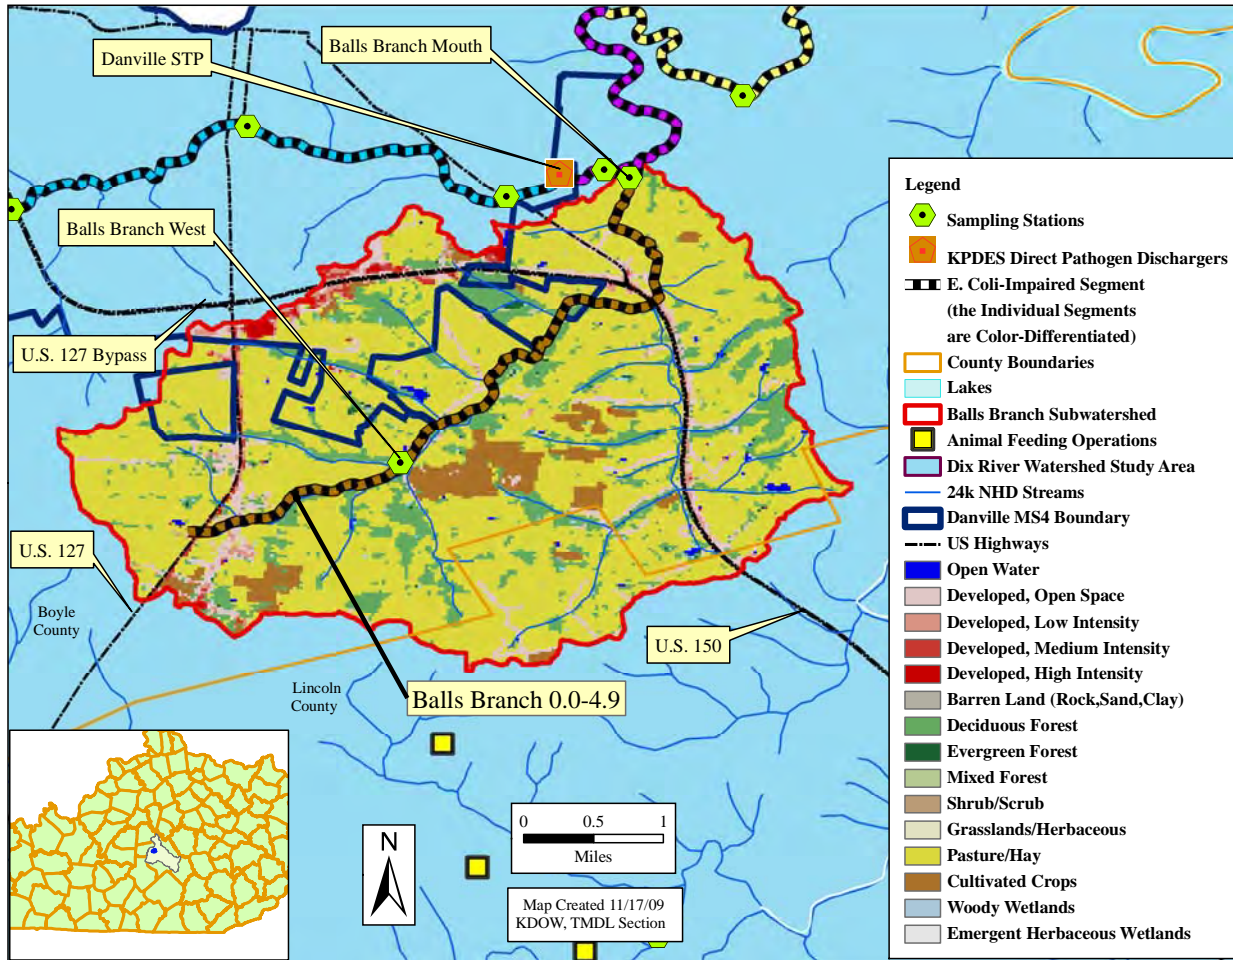 Danville STP
Balls Branch Mouth
Balls Branch West
U.S. 127 Bypass
U.S. 127
Boyle
County
Lincoln
County
U.S. 150
Balls Branch 0.0-4.9
N
0 0.5 1
Miles
Map Created 11/17/09
KDOW, TMDL Section
Legend
Sampling Stations
KPDES Direct Pathogen Dischargers
E. Coli-Impaired Segment
(the Individual Segments
are Color-Differentiated)
County Boundaries
Lakes
Balls Branch Subwatershed
Animal Feeding Operations
Dix River Watershed Study Area
24k NHD Streams
Danville MS4 Boundary
US Highways
Open Water
Developed, Open Space
Developed, Low Intensity
Developed, Medium Intensity
Developed, High Intensity
Barren Land (Rock,Sand,Clay)
Deciduous Forest
Evergreen Forest
Mixed Forest
Shrub/Scrub
Grasslands/Herbaceous
Pasture/Hay
Cultivated Crops
Woody Wetlands
Emergent Herbaceous Wetlands